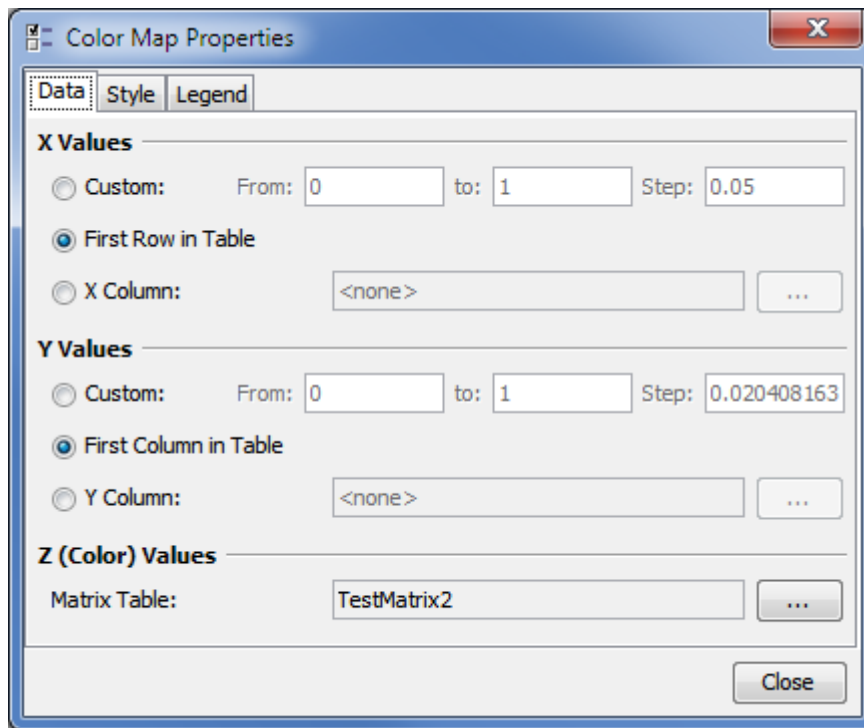 Color Map Properties
Data Style Legend
X Values
Custom: From: 0 to: 1 Step: 0.05
First Row in Table
X Column: <none> ...
Y Values
Custom: From: 0 to: 1 Step: 0.020408163
First Column in Table
Y Column: <none> ...
Z (Color) Values
Matrix Table: TestMatrix2 ...
Close